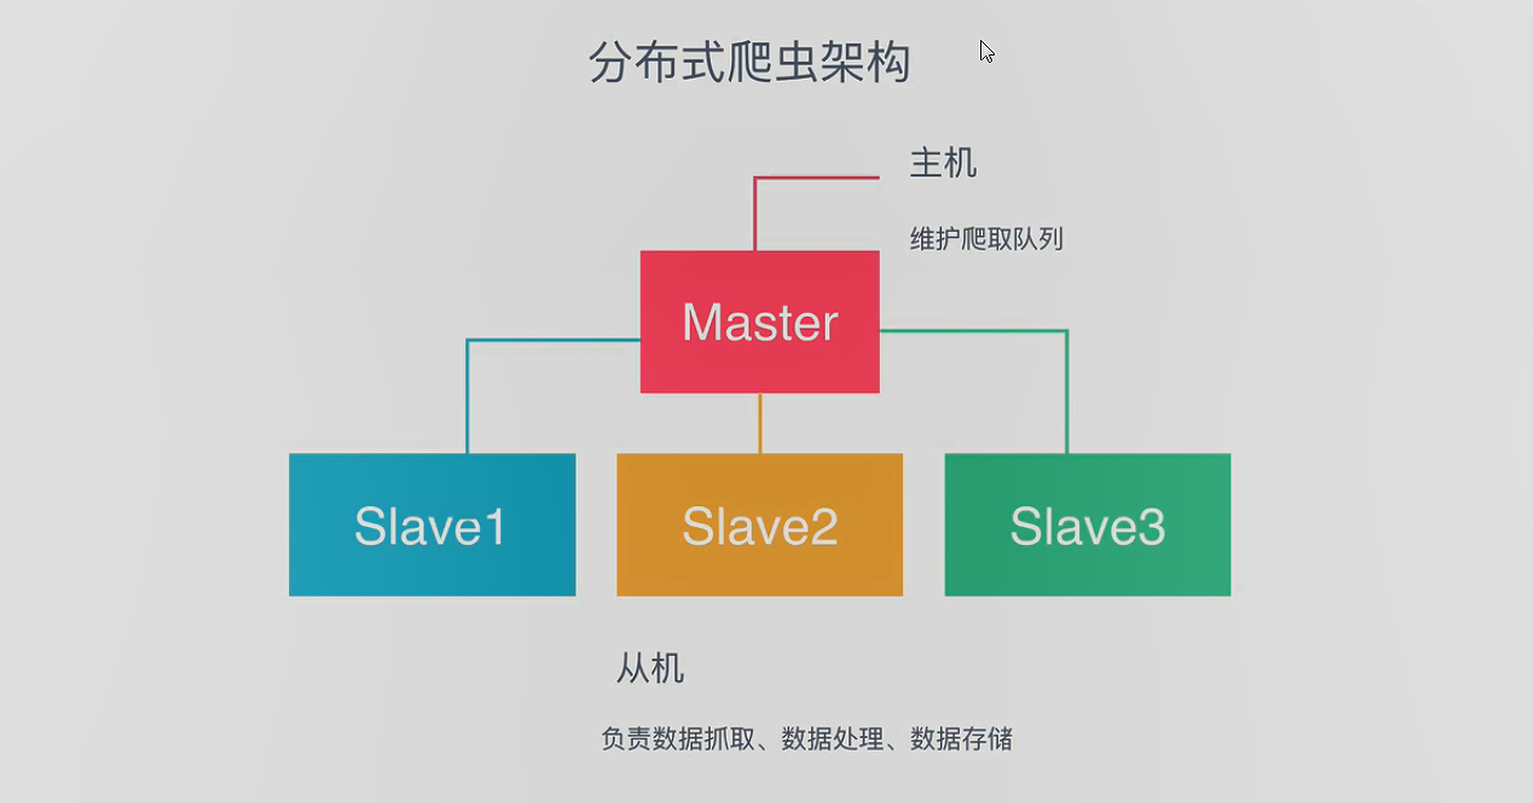 分布式爬虫架构
主机
维护爬取队列
Master
Slave1
Slave2
Slave3
从机
负责数据抓取、数据处理、数据存储